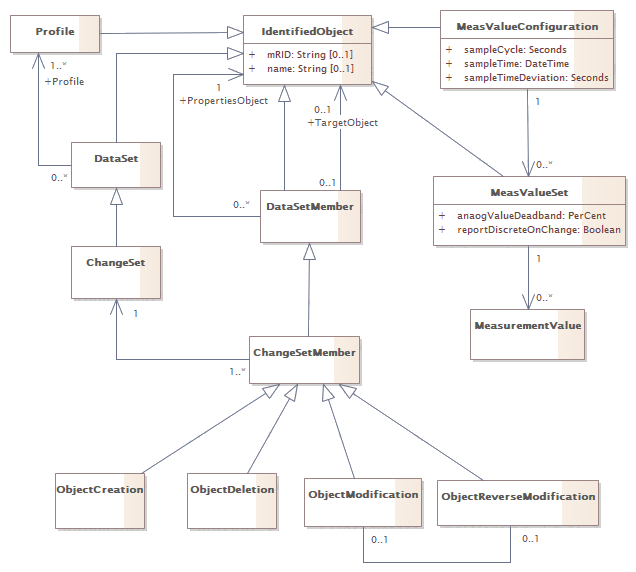 Profile
IdentifiedObject
+ mRID: String [0..1]
+ name: String [0..1]
MeasValueConfiguration
+ sampleCycle: Seconds
+ sampleTime: DateTime
+ sampleTimeDeviation: Seconds
1..*
+Profile
1
+PropertiesObject
0..1
+TargetObject
1
DataSet
0..*
0..1
0..*
0..*
DataSetMember
MeasValueSet
+ anaogValueDeadband: PerCent
+ reportDiscreteOnChange: Boolean
ChangeSet
1
0..*
1
MeasurementValue
ChangeSetMember
1..*
ObjectCreation
ObjectDeletion
ObjectModification
ObjectReverseModification
0..1
0..1